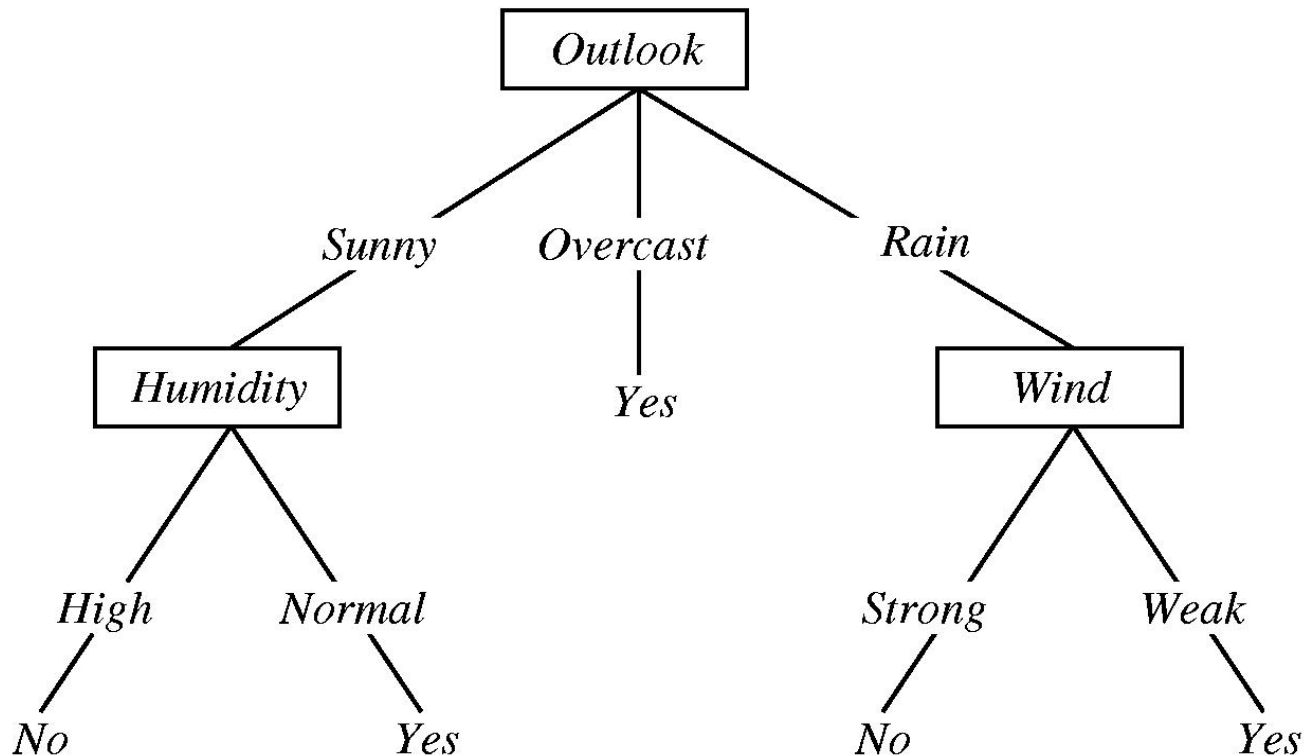 Outlook
Sunny Overcast Rain
Humidity Yes Wind
High Normal Strong Weak
No Yes No Yes